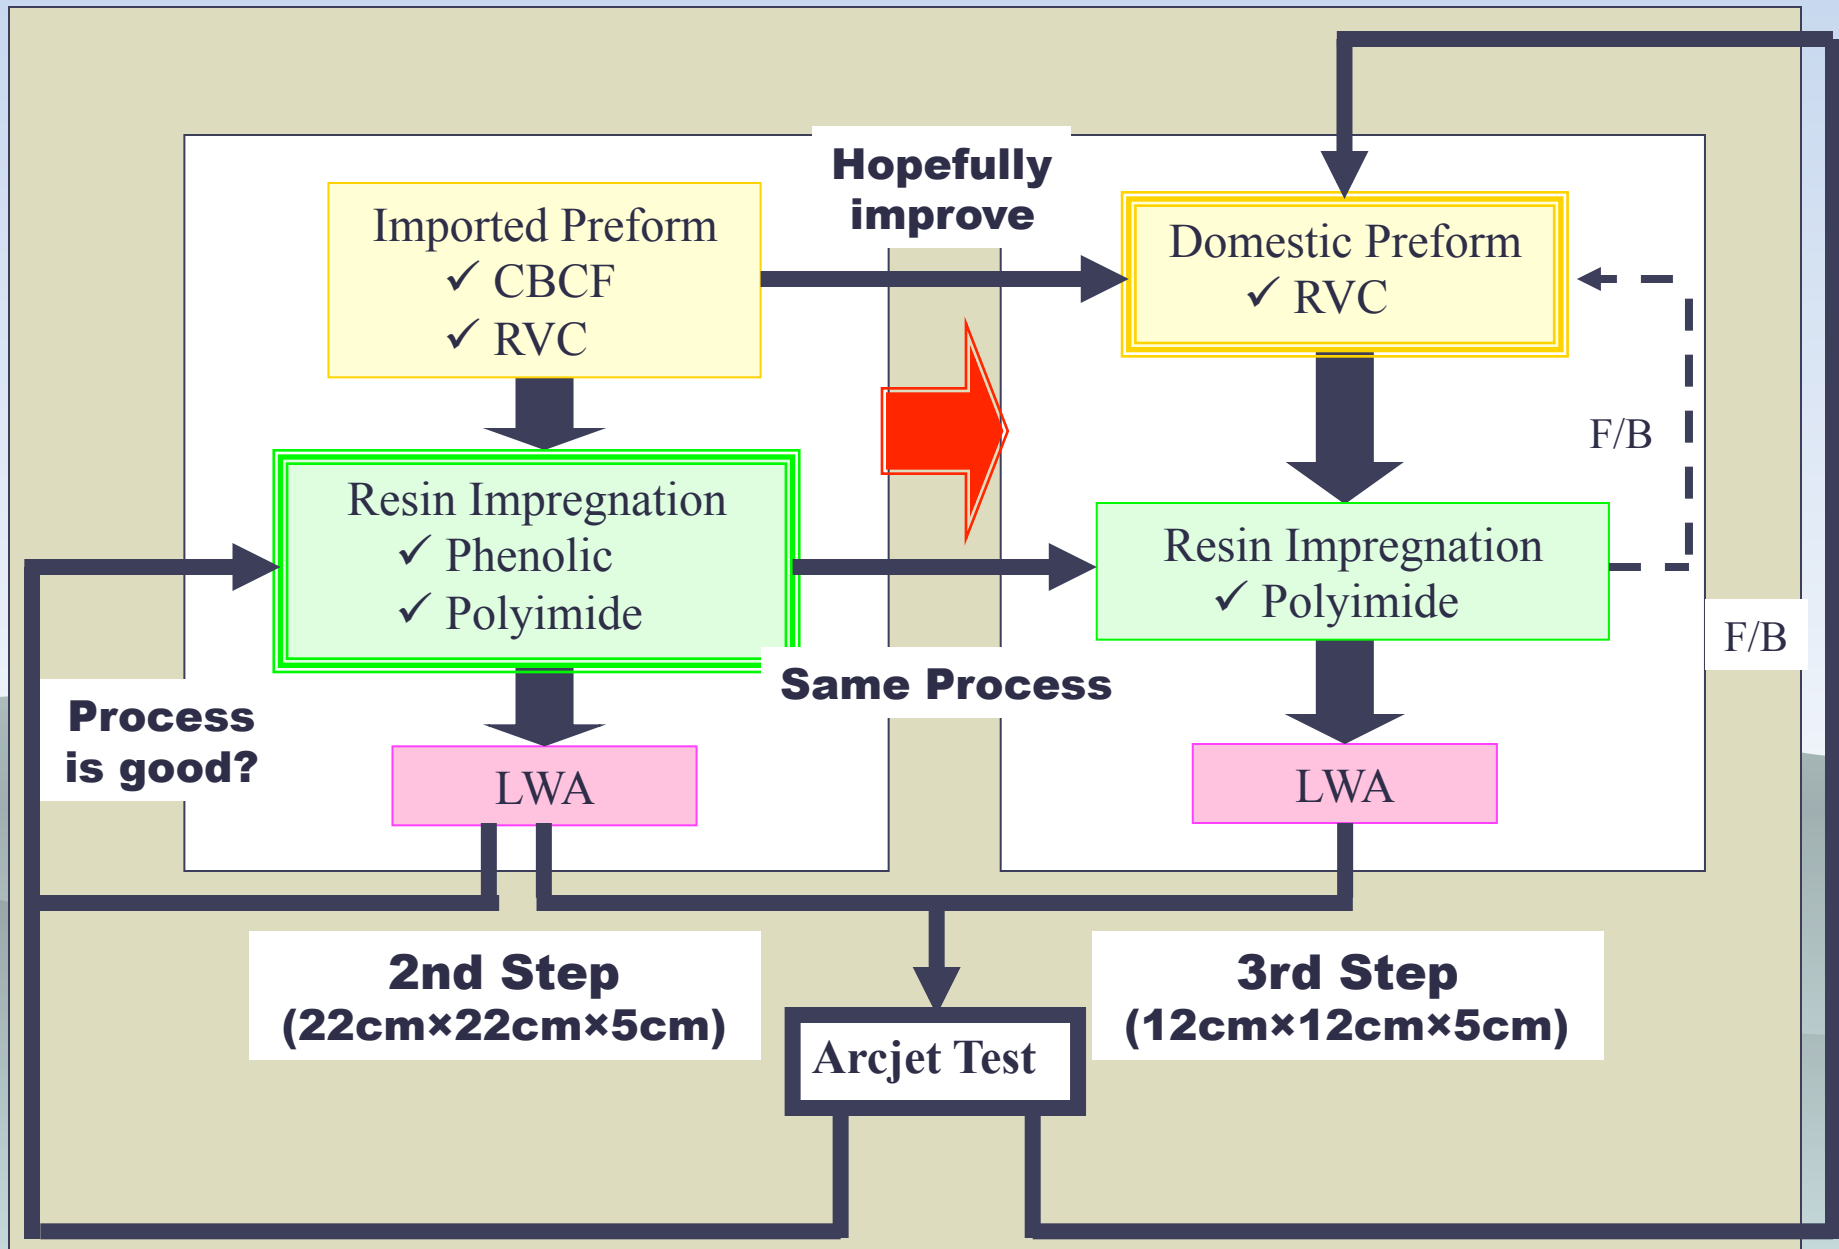 Hopefully
improve
Imported Preform
✓ CBCF
✓ RVC
Domestic Preform
✓ RVC
F/B
Resin Impregnation
✓ Phenolic
✓ Polyimide
Resin Impregnation
✓ Polyimide
F/B
Same Process
Process
is good?
LWA
LWA
2nd Step
(22cm×22cm×5cm)
3rd Step
(12cm×12cm×5cm)
Arcjet Test